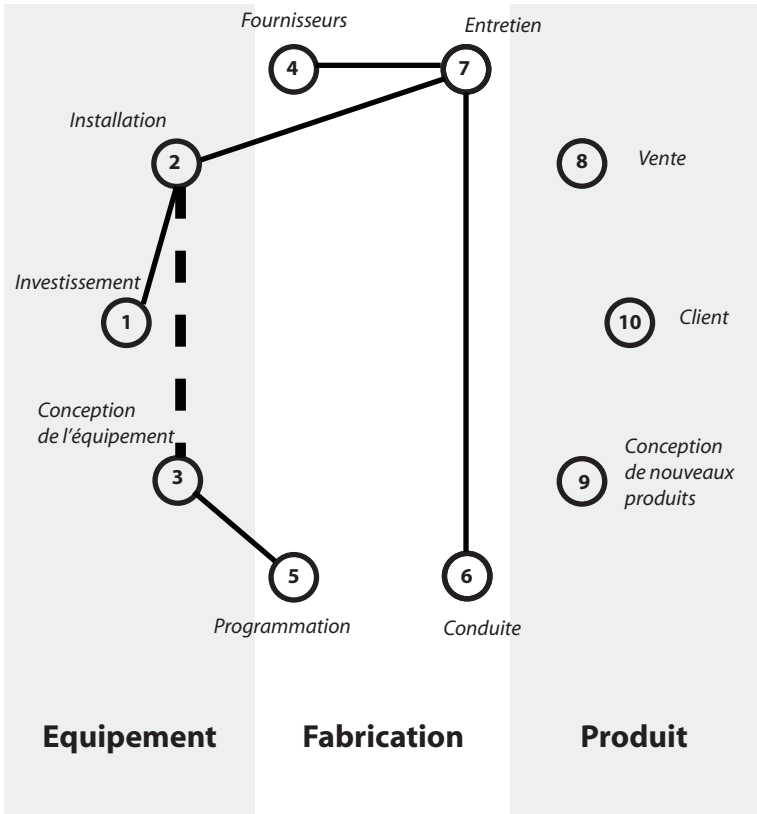 Fournisseurs
Entretien
4
7
Installation
2
8
Vente
Investissement
1
10
Client
Conception
de l'équipement
3
Conception
de nouveaux
produits
9
5
6
Programmation
Conduite
Equipement
Fabrication
Produit